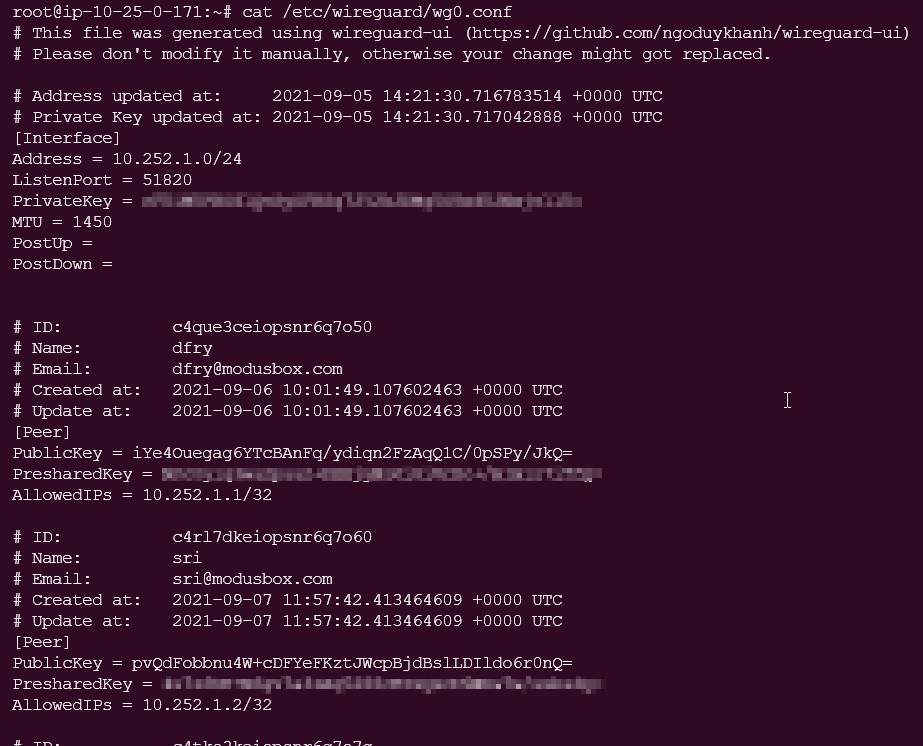 root@ip-10-25-0-171:~# cat /etc/wireguard/wg0.conf
# This file was generated using wireguard-ui (https://github.com/ngoduykhanh/wireguard-ui)
# Please don't modify it manually, otherwise your change might got replaced.
# Address updated at:     2021-09-05 14:21:30.716783514 +0000 UTC
# Private Key updated at: 2021-09-05 14:21:30.717042888 +0000 UTC
[Interface]
Address = 10.252.1.0/24
ListenPort = 51820
PrivateKey =
MTU = 1450
PostUp =
PostDown =
# ID:           c4que3ceiopsnr6q7o50
# Name:         dfry
# Email:        dfry@modusbox.com
# Created at:   2021-09-06 10:01:49.107602463 +0000 UTC
# Update at:    2021-09-06 10:01:49.107602463 +0000 UTC
[Peer]
PublicKey = iYe4Ouegag6YTcBAnFq/ydiqn2FzAqQ1C/0pSPy/JkQ=
PresharedKey =
AllowedIPs = 10.252.1.1/32
# ID:           c4rl7dkeiopsnr6q7o60
# Name:         sri
# Email:        sri@modusbox.com
# Created at:   2021-09-07 11:57:42.413464609 +0000 UTC
# Update at:    2021-09-07 11:57:42.413464609 +0000 UTC
[Peer]
PublicKey = pvQdFobbnu4W+cDFYeFKztJWcpBjdBslLDIldo6r0nQ=
PresharedKey =
AllowedIPs = 10.252.1.2/32
# ID: